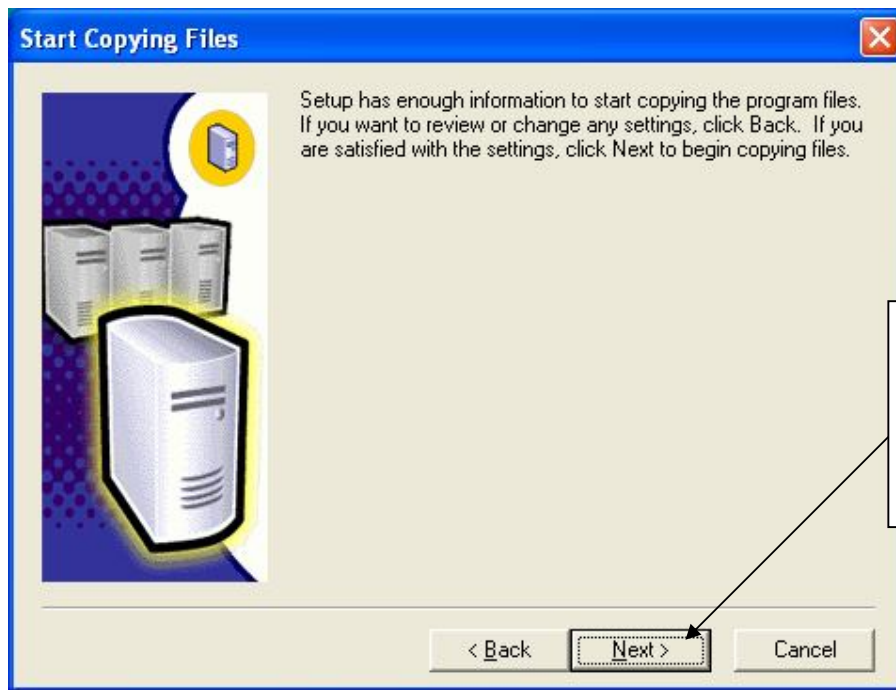 Start Copying Files
Setup has enough information to start copying the program files.
If you want to review or change any settings, click Back. If you
are satisfied with the settings, click Next to begin copying files.
< Back
Next >
Cancel